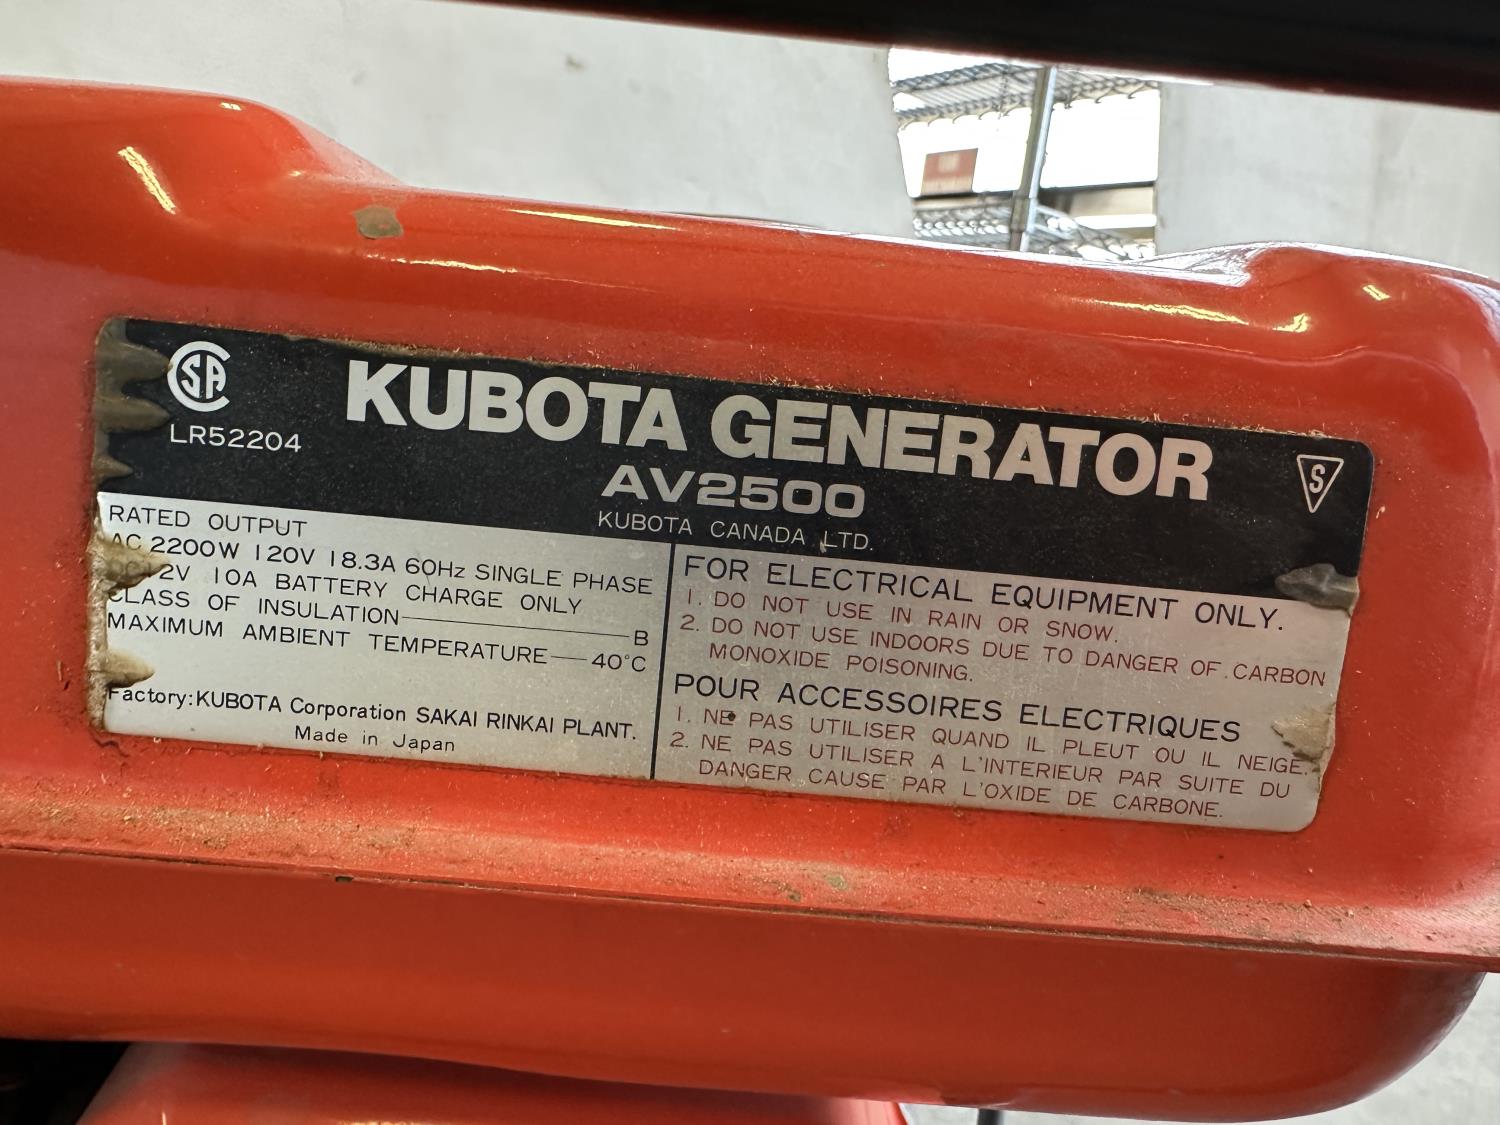 CSA
LR52204
KUBOTA GENERATOR
AV2500
KUBOTA CANADA LTD.
S
RATED OUTPUT
AC 2200W 120V 18.3A 60Hz SINGLE PHASE
12V 10A BATTERY CHARGE ONLY
CLASS OF INSULATION B
MAXIMUM AMBIENT TEMPERATURE 40°C
Factory: KUBOTA Corporation SAKAI RINKAI PLANT.
Made in Japan
FOR ELECTRICAL EQUIPMENT ONLY.
1. DO NOT USE IN RAIN OR SNOW.
2. DO NOT USE INDOORS DUE TO DANGER OF CARBON
MONOXIDE POISONING.
POUR ACCESSOIRES ELECTRIQUES
1. NE PAS UTILISER QUAND IL PLEUT OU IL NEIGE.
2. NE PAS UTILISER A L'INTERIEUR PAR SUITE DU
DANGER CAUSE PAR L'OXIDE DE CARBONE.